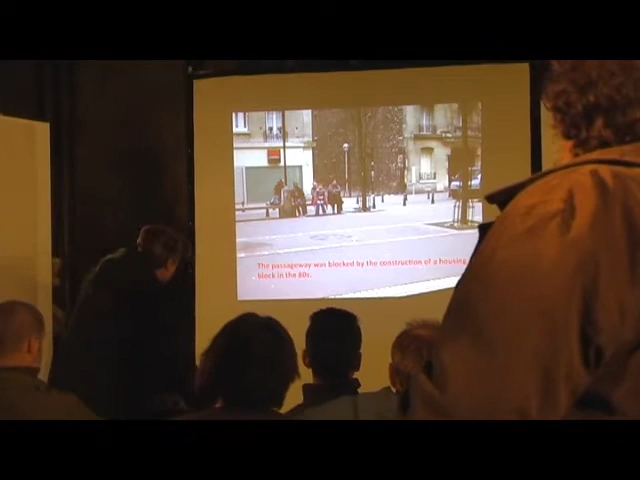 The passageway was blocked by the construction of a housing
block in the 80s.